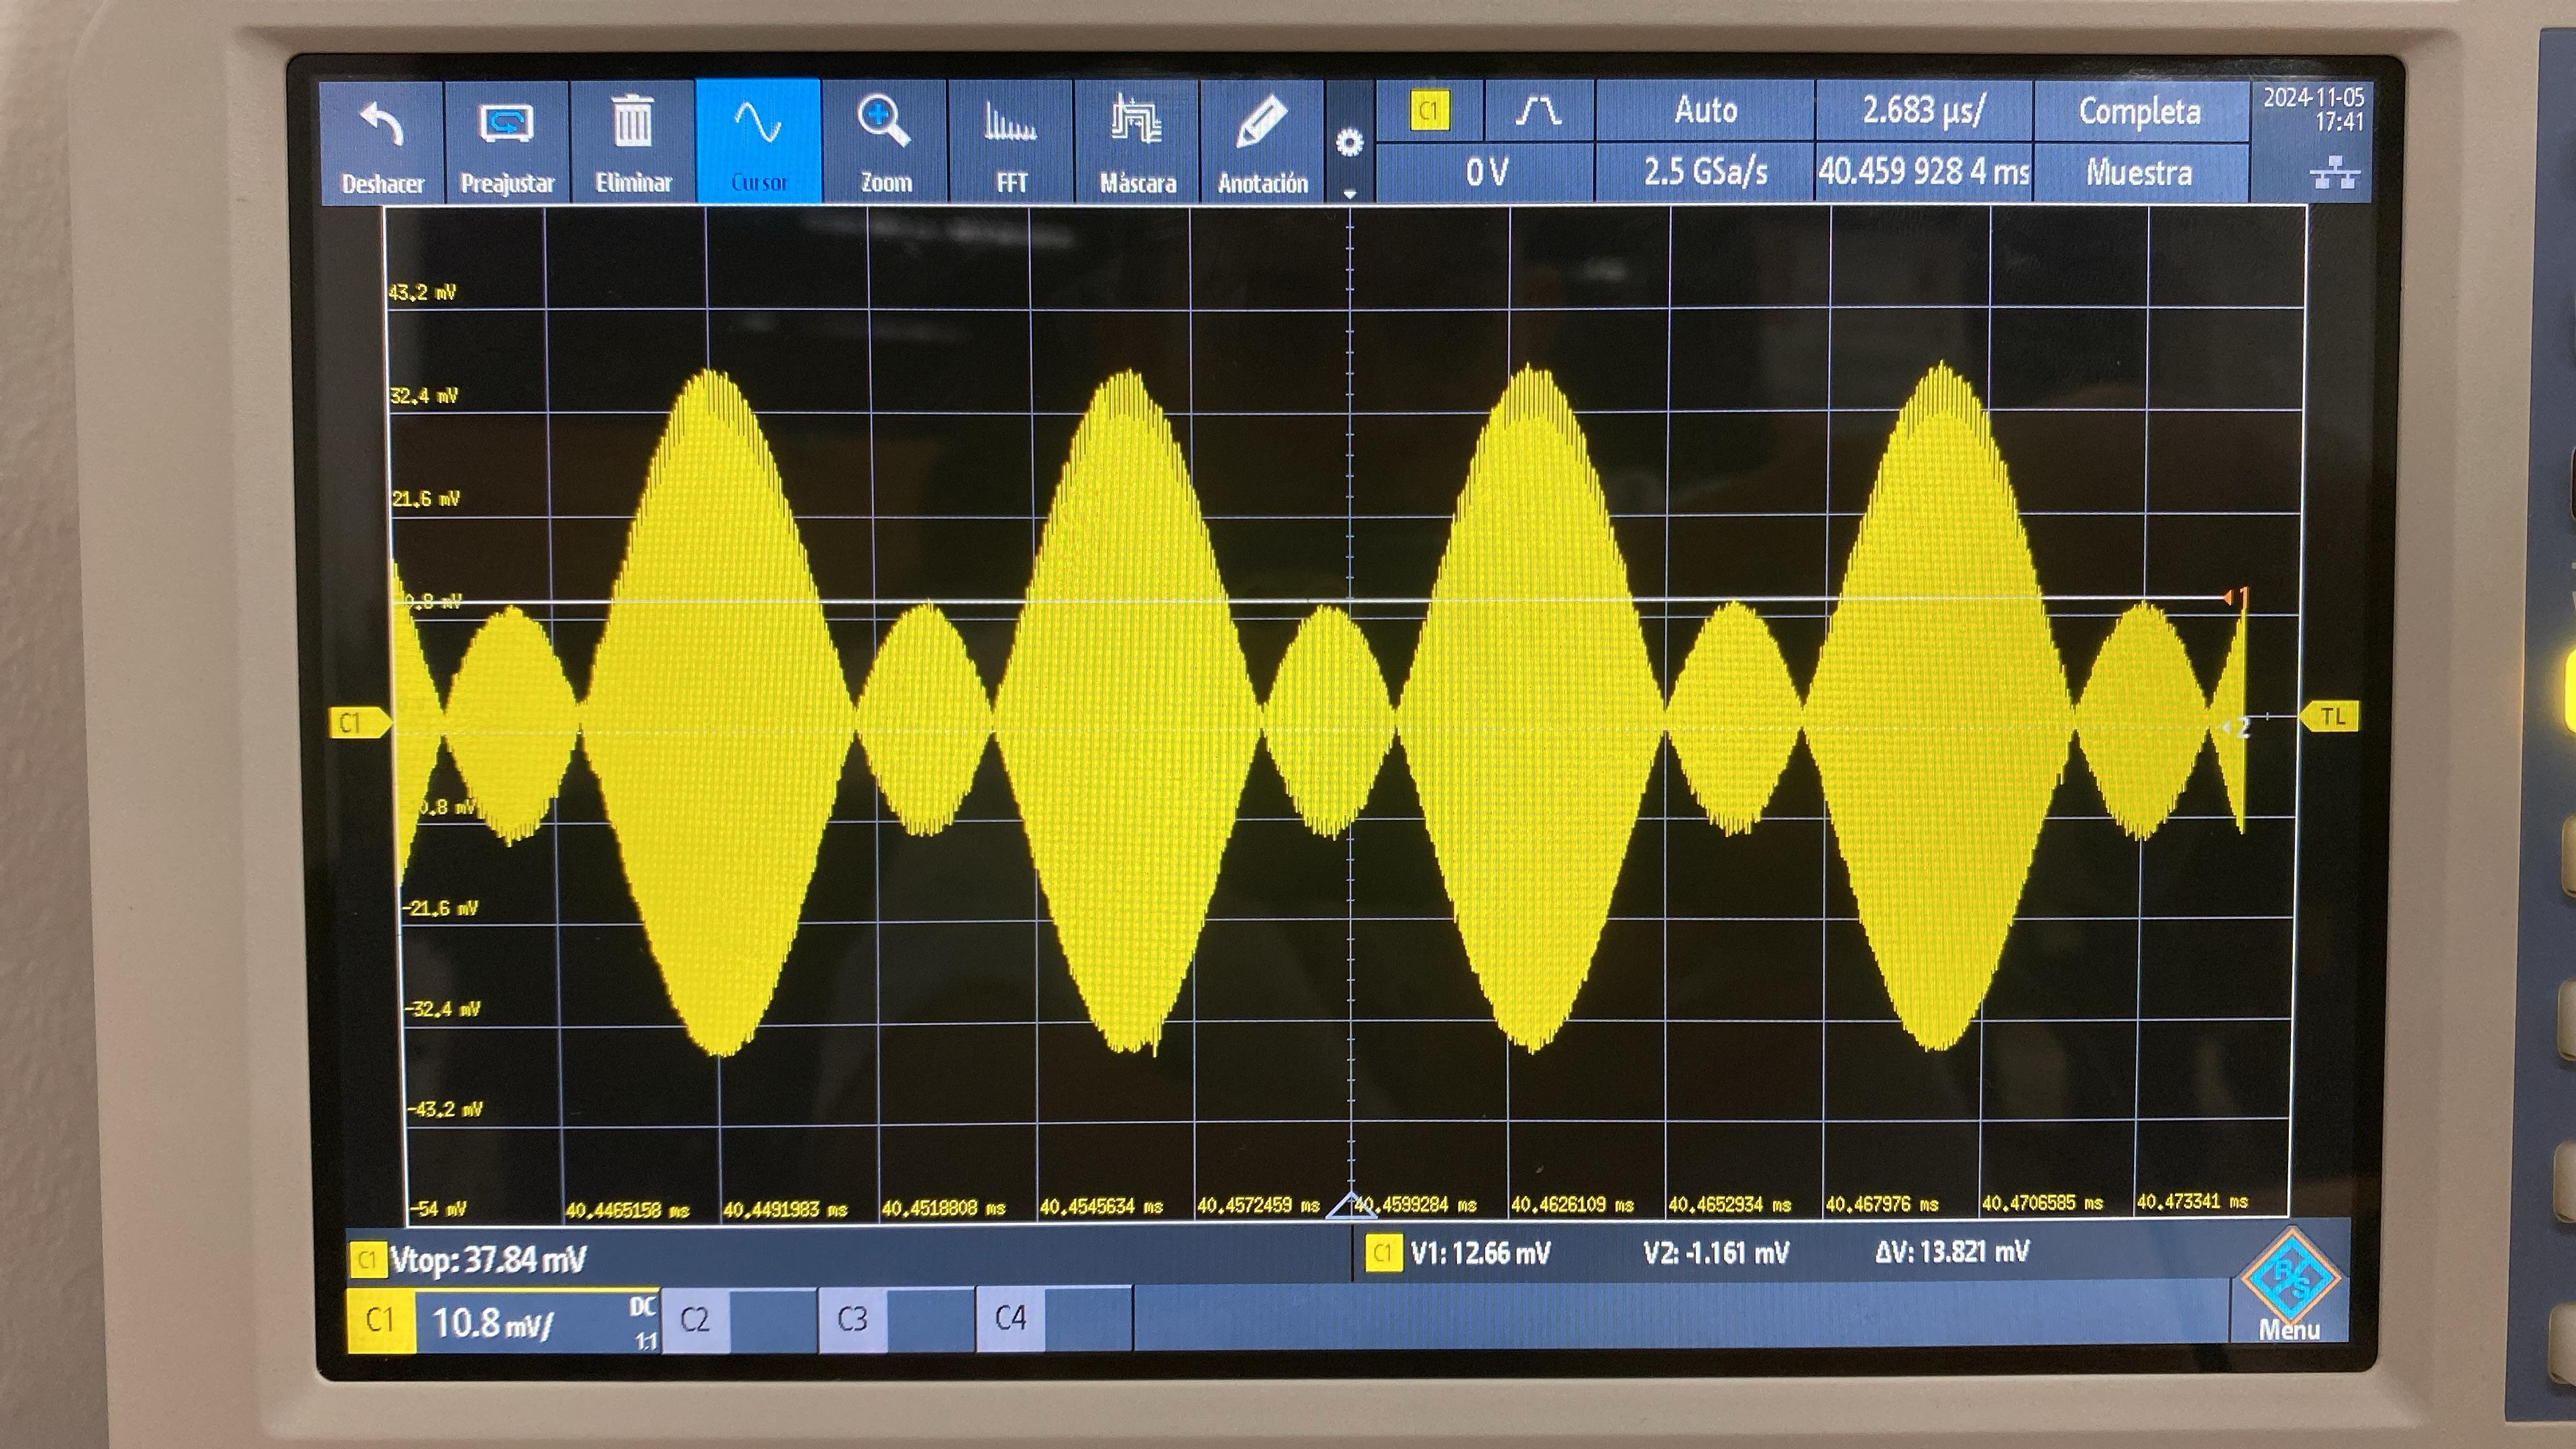 Deshacer Preajustar Eliminar Cursor Zoom FFT Máscara Anotación
C1 Auto 2.683 µs/ Completa
0 V 2.5 GSa/s 40.459 928 4 ms Muestra
2024-11-05
17:41
43.2 mV
32.4 mV
21.6 mV
0.8 mV
1
C1
TL
2
0.8 mV
-21.6 mV
-32.4 mV
-43.2 mV
-54 mV 40.4465158 ms 40.4491983 ms 40.4518808 ms 40.4545634 ms 40.4572459 ms 40.4599284 ms 40.4626109 ms 40.4652934 ms 40.467976 ms 40.4706585 ms 40.473341 ms
C1 Vtop: 37.84 mV
C1 V1: 12.66 mV V2: -1.161 mV ΔV: 13.821 mV
C1 10.8 mV/ DC 1:1 C2 C3 C4
R/S
Menu